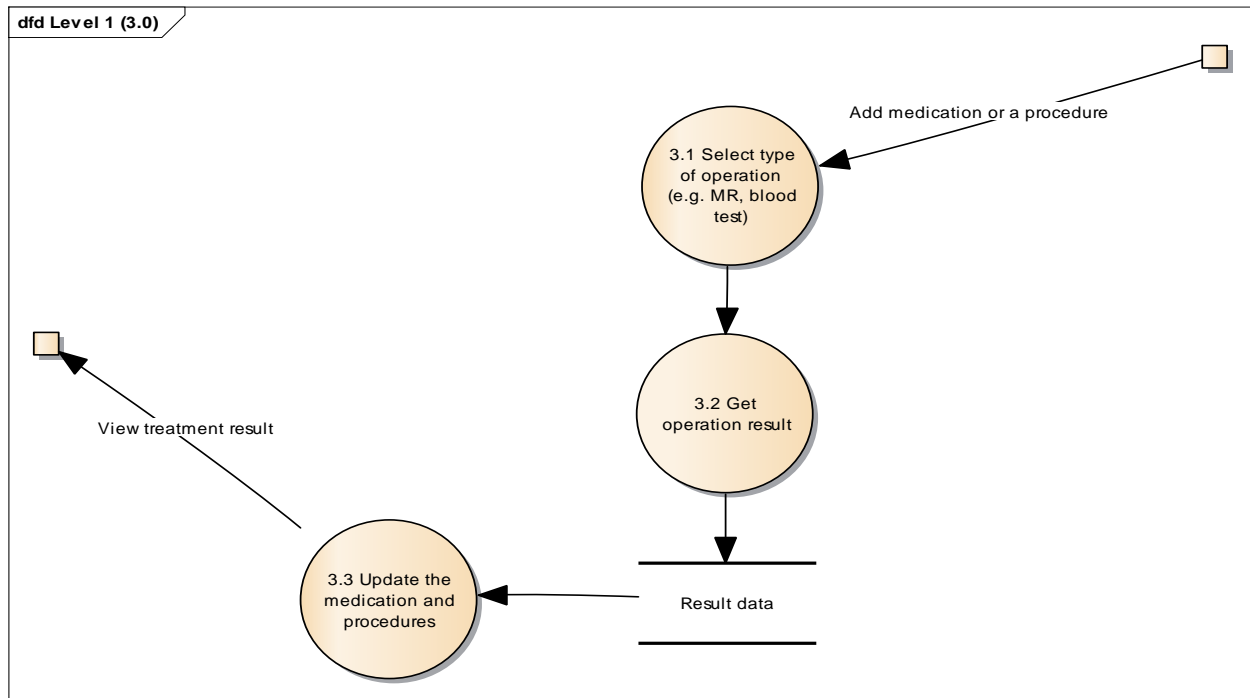 dfd Level 1 (3.0)
Add medication or a procedure
3.1 Select type
of operation
(e.g. MR, blood
test)
3.2 Get
operation result
View treatment result
3.3 Update the
medication and
procedures
Result data